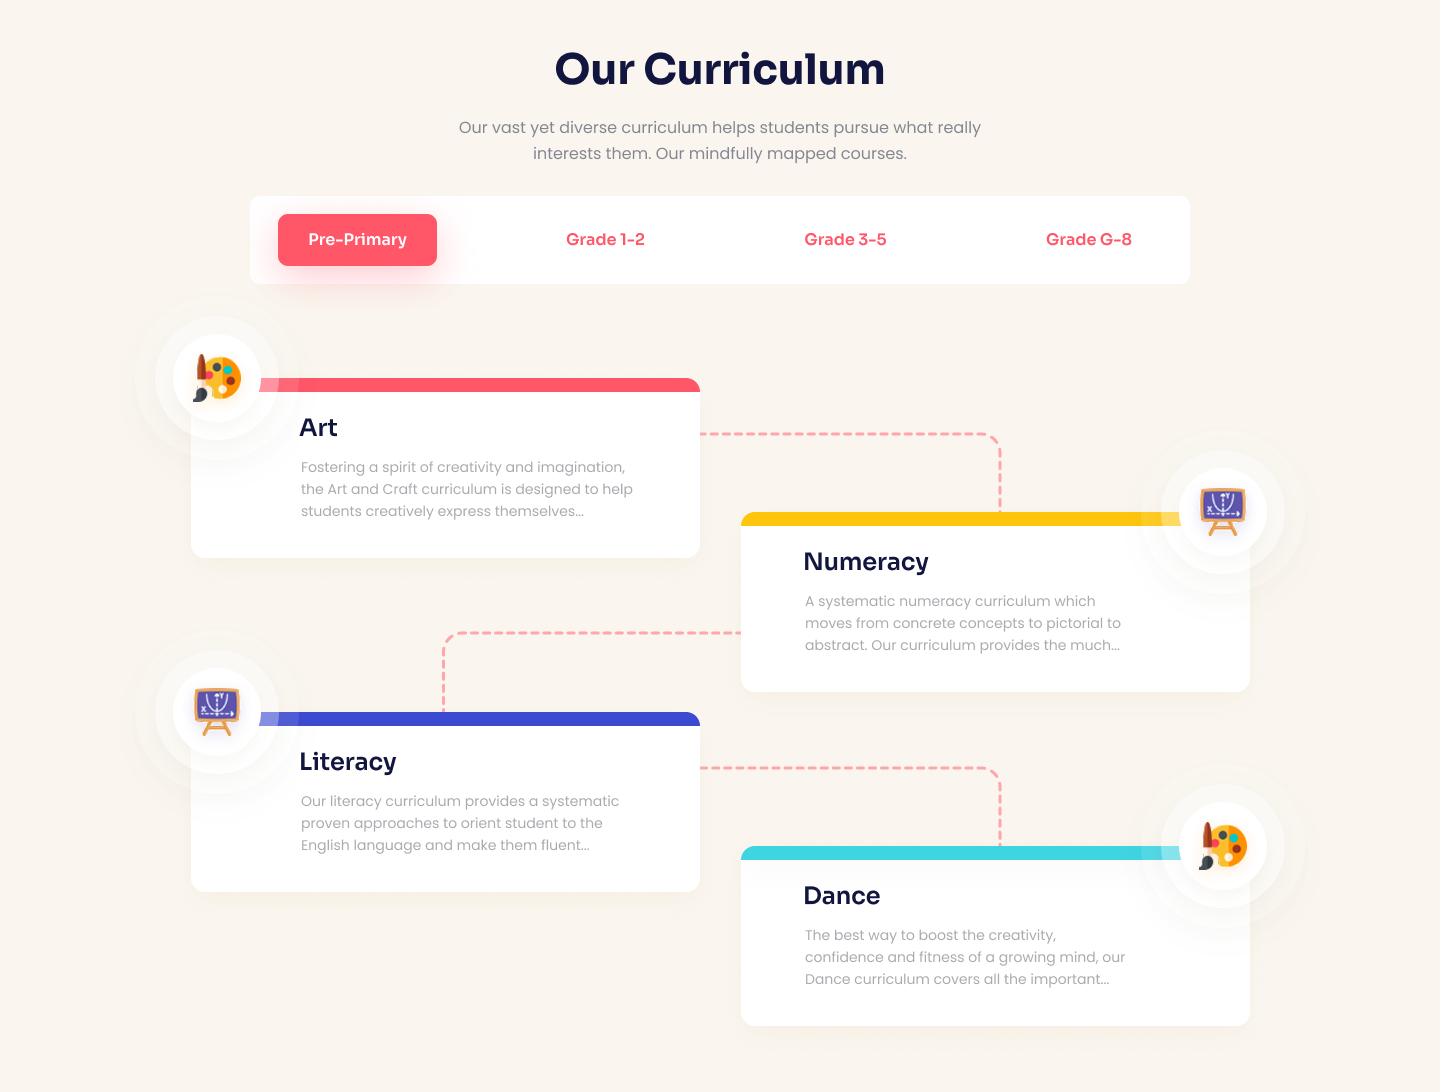 Our Curriculum
Our vast yet diverse curriculum helps students pursue what really
interests them. Our mindfully mapped courses.
Pre-Primary
Grade 1-2
Grade 3-5
Grade G-8
Art
Fostering a spirit of creativity and imagination,
the Art and Craft curriculum is designed to help
students creatively express themselves...
X
Y
Numeracy
A systematic numeracy curriculum which
moves from concrete concepts to pictorial to
abstract. Our curriculum provides the much...
X
Y
Literacy
Our literacy curriculum provides a systematic
proven approaches to orient student to the
English language and make them fluent...
Dance
The best way to boost the creativity,
confidence and fitness of a growing mind, our
Dance curriculum covers all the important...